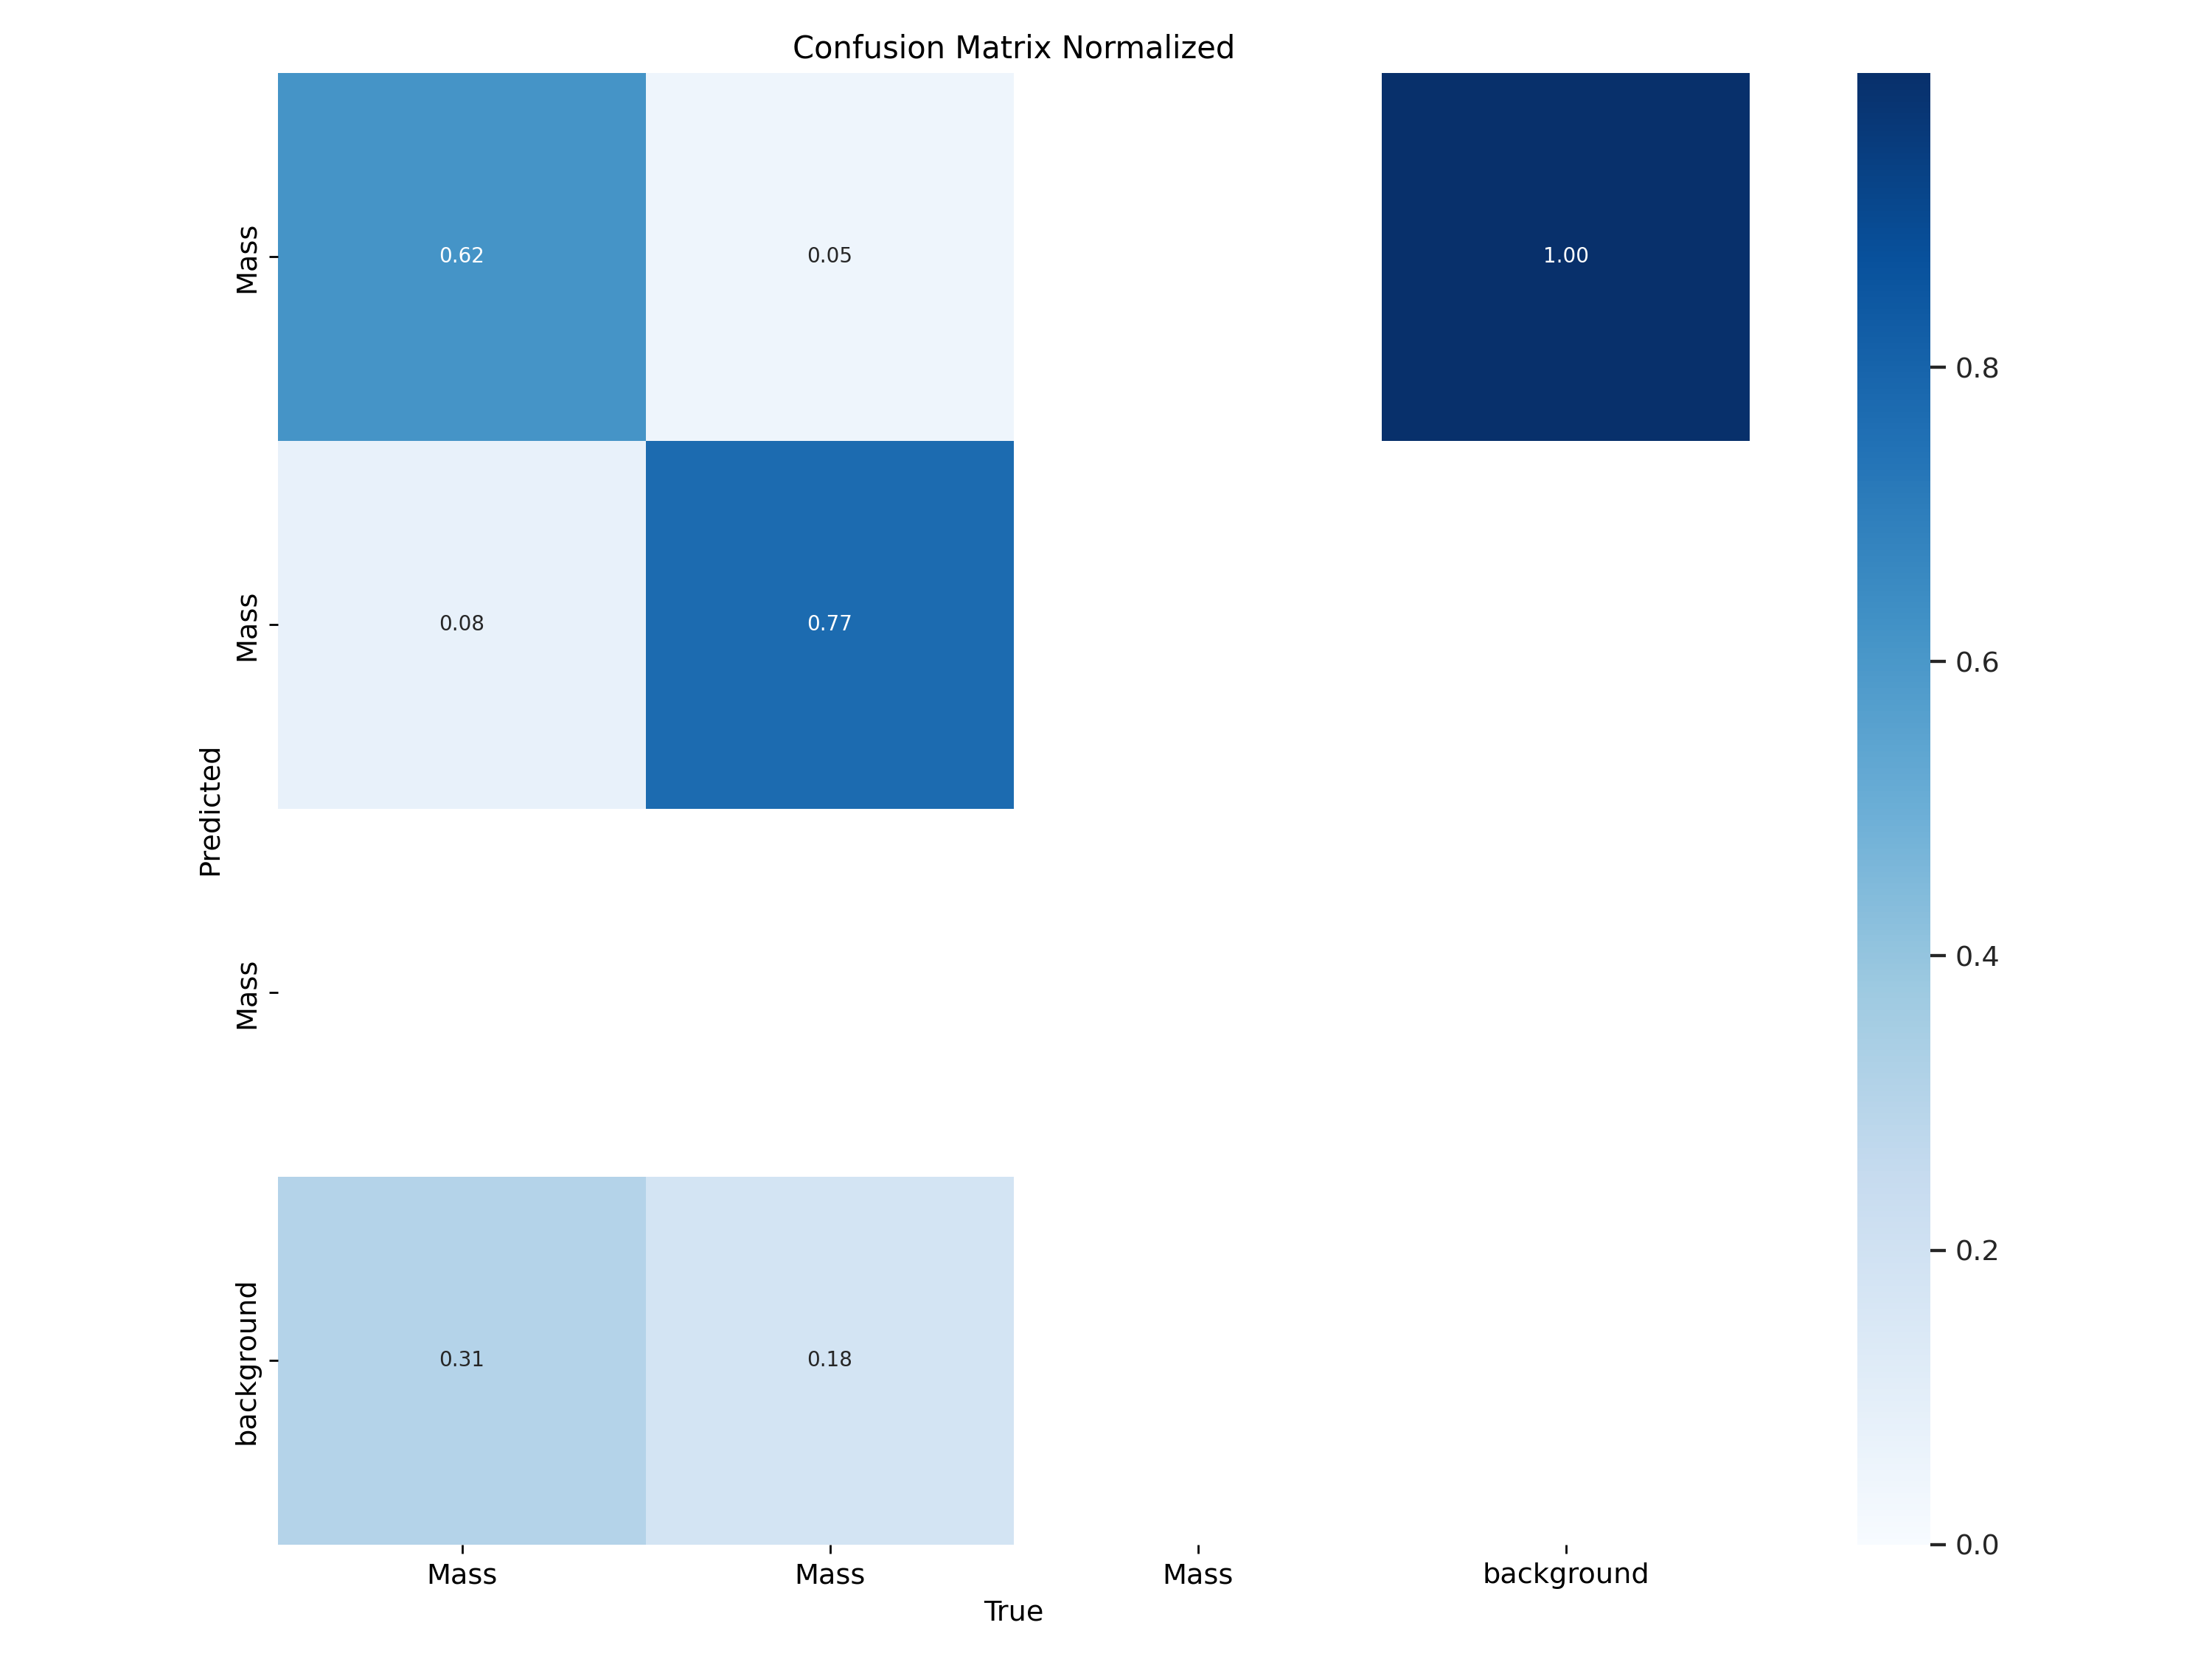 Confusion Matrix Normalized
Mass
0.62
0.05
1.00
0.8
Mass
0.08
0.77
0.6
Predicted
Mass
0.4
background
0.31
0.18
0.2
0.0
Mass
Mass
Mass
background
True